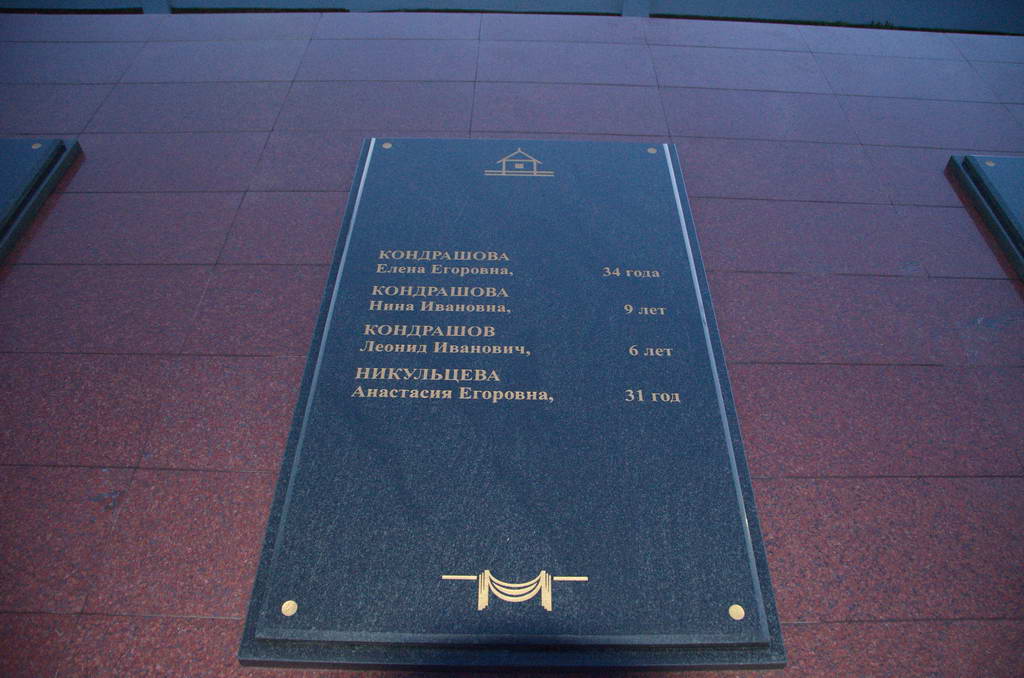 КОНДРАШОВА
Елена Егоровна, 34 года
КОНДРАШОВА
Нина Ивановна, 9 лет
КОНДРАШОВ
Леонид Иванович, 6 лет
НИКУЛЬЦЕВА
Анастасия Егоровна, 31 год